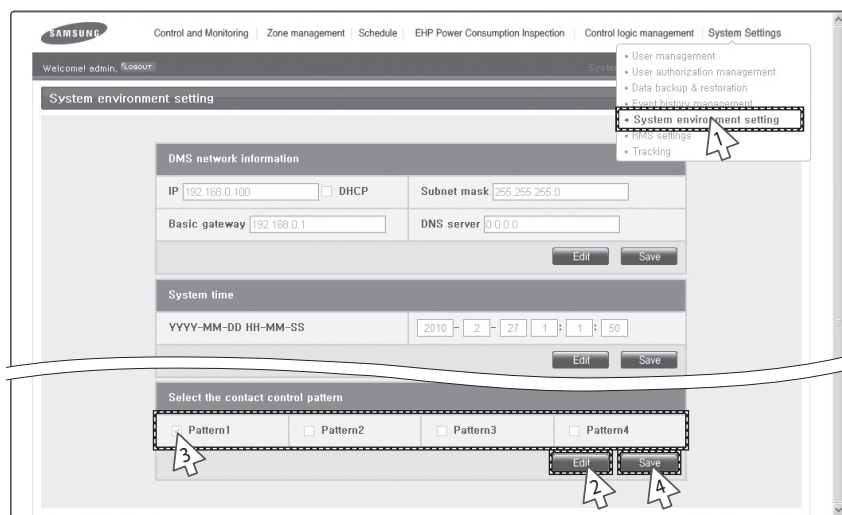 SAMSUNG Control and Monitoring Zone management Schedule EHP Power Consumption Inspection Control logic management System Settings
Welcome! admin, LOGOUT
• User management
• User authorization management
• Data backup & restoration
• Event history management
• System environment setting
• RMS settings
• Tracking
System environment setting
1
DMS network information
IP 192.168.0.100 DHCP Subnet mask 255.255.255.0
Basic gateway 192.168.0.1 DNS server 0.0.0.0
Edit Save
System time
YYYY-MM-DD HH-MM-SS 2010 - 2 - 27 1 : 1 : 50
Edit Save
Select the contact control pattern
Pattern1 Pattern2 Pattern3 Pattern4
3
Edit Save
2 4